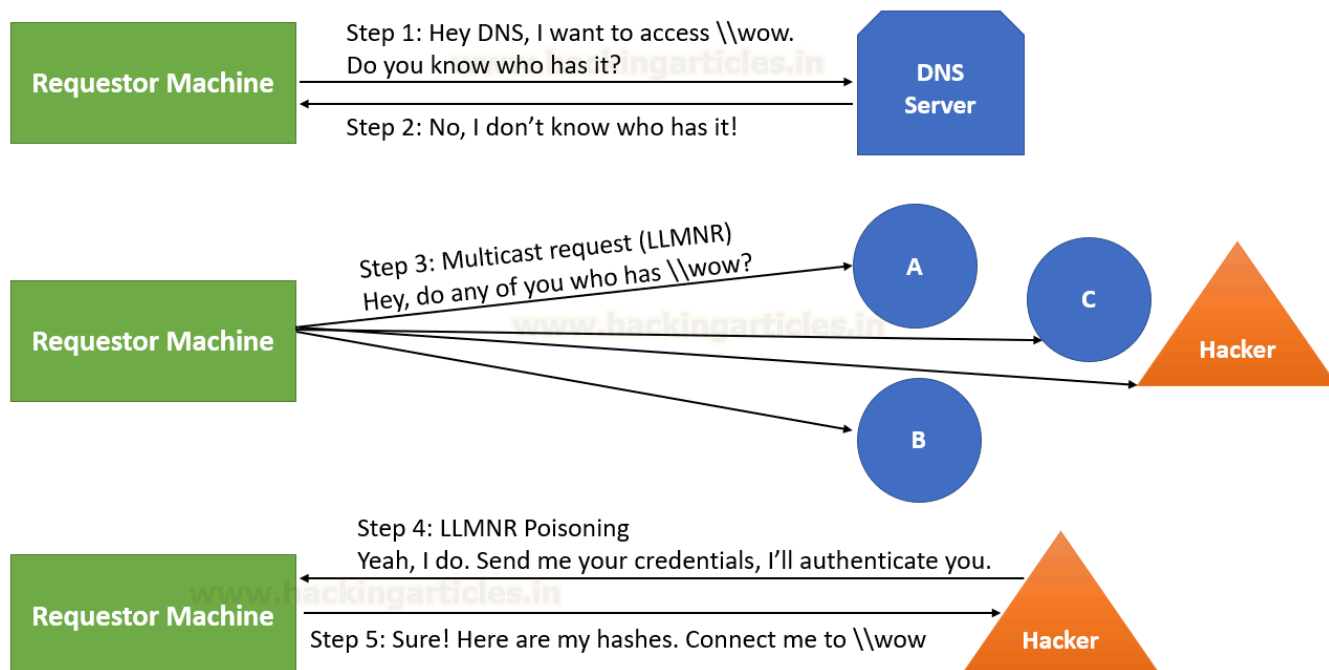 Step 1: Hey DNS, I want to access \\wow.
Do you know who has it?
www.hackingarticles.in
Requestor Machine
DNS
Server
Step 2: No, I don't know who has it!
Step 3: Multicast request (LLMNR)
Hey, do any of you who has \\wow?
A
C
www.hackingarticles.in
Requestor Machine
Hacker
B
Step 4: LLMNR Poisoning
Yeah, I do. Send me your credentials, I'll authenticate you.
www.hackingarticles.in
Requestor Machine
Step 5: Sure! Here are my hashes. Connect me to \\wow
Hacker